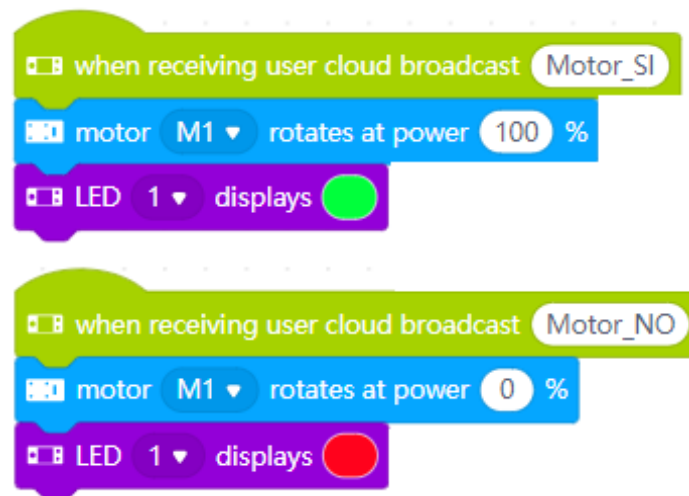 when receiving user cloud broadcast Motor_SI
motor M1 rotates at power 100 %
LED 1 displays
when receiving user cloud broadcast Motor_NO
motor M1 rotates at power 0 %
LED 1 displays